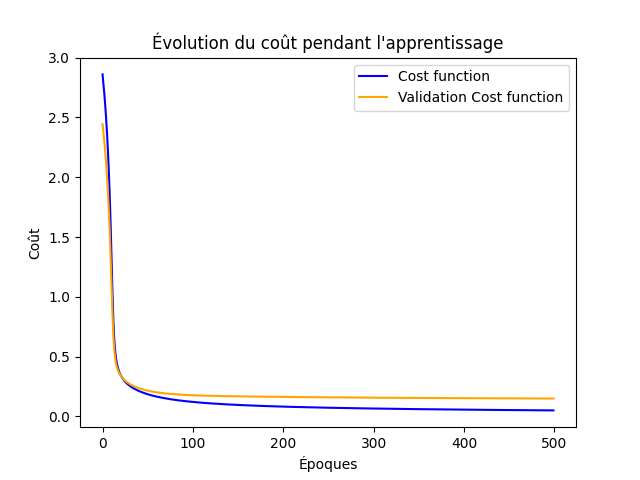 Évolution du coût pendant l'apprentissage
Cost function
Validation Cost function
Coût
3.0
2.5
2.0
1.5
1.0
0.5
0.0
0 100 200 300 400 500
Époques